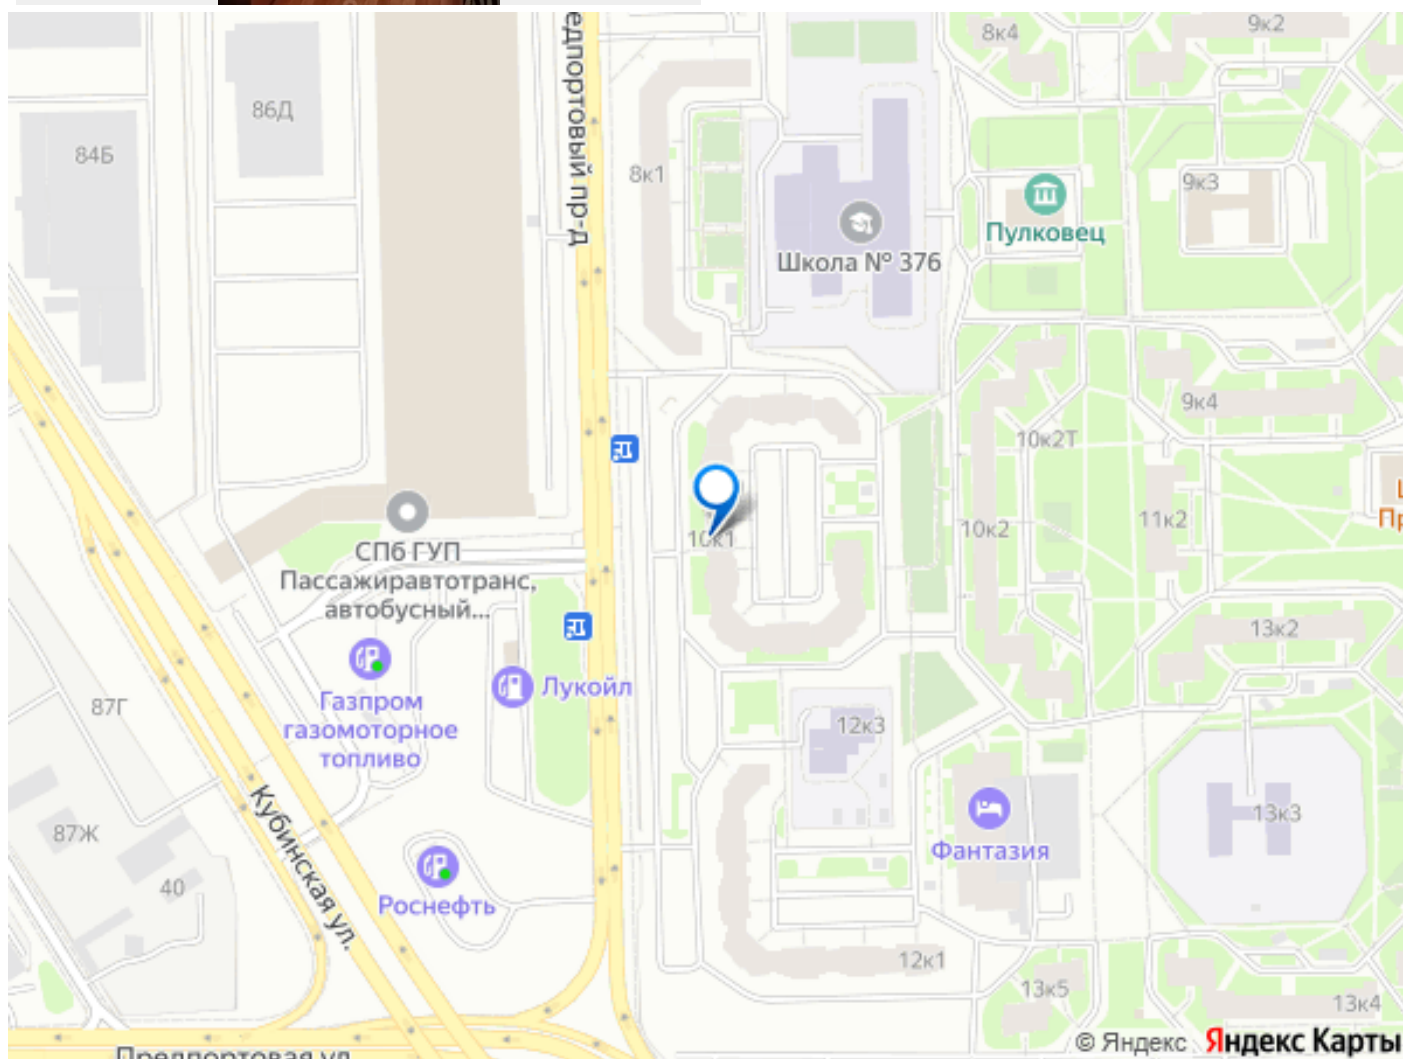 8к4
9к2
86Д
84Б
едпортовый пр-д
8к1
9к3
Пулковец
Школа № 376
9к4
10к2Т
10к1
10к2
11к2
СПб ГУП
Пассажиравтотранс,
автобусный...
13к2
Лукойл
87Г
Газпром
газомоторное
топливо
12к3
Кубинская ул.
87Ж
13к3
Фантазия
40
Роснефть
12к1
13к5
13к4
© Яндекс Яндекс Карты
Предпортовая ул.